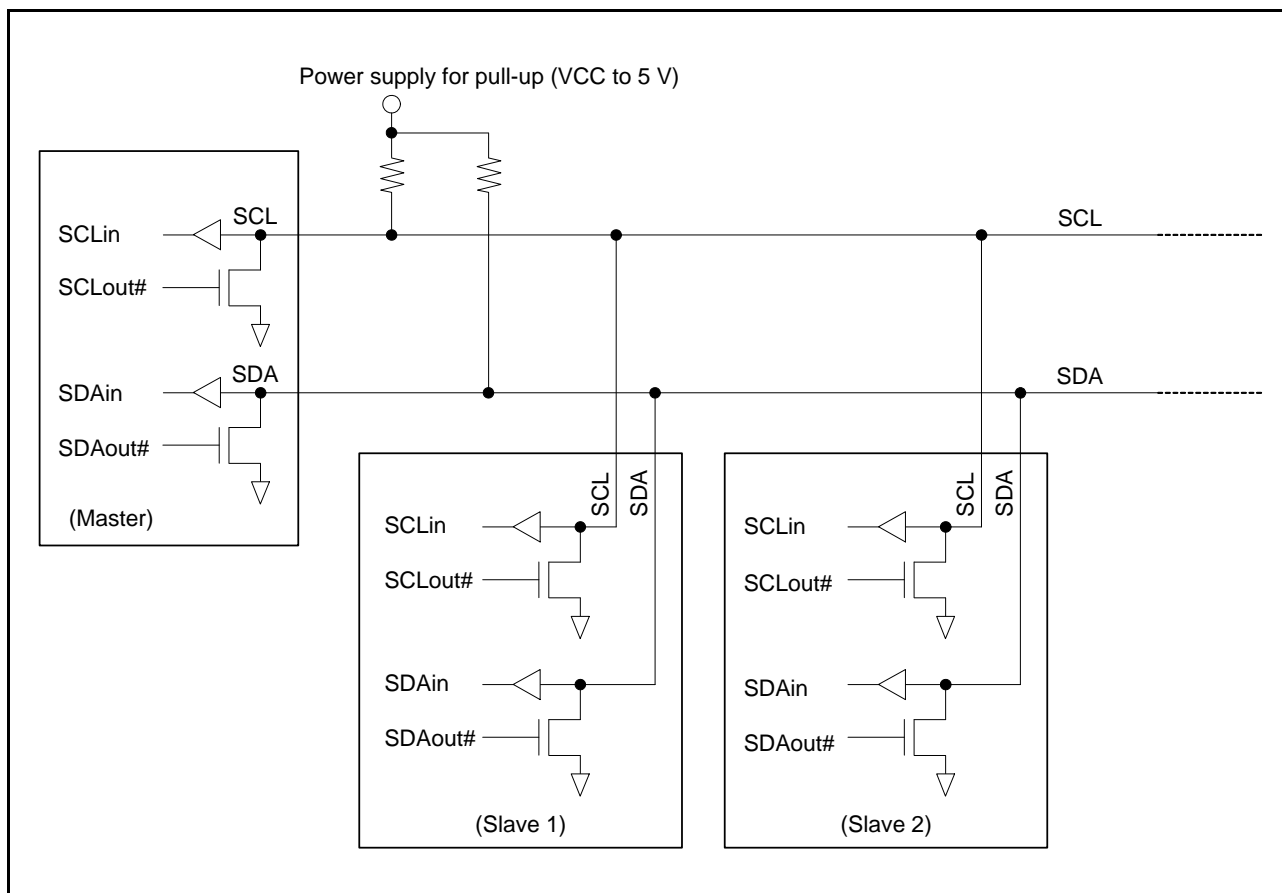 Power supply for pull-up (VCC to 5 V)
SCL
SCLin
SCLout#
SDA
SDAin
SDAout#
(Master)
SCL
SDA
SCL
SDA
SCLin
SCLout#
SDAin
SDAout#
(Slave 1)
SCL
SDA
SCLin
SCLout#
SDAin
SDAout#
(Slave 2)